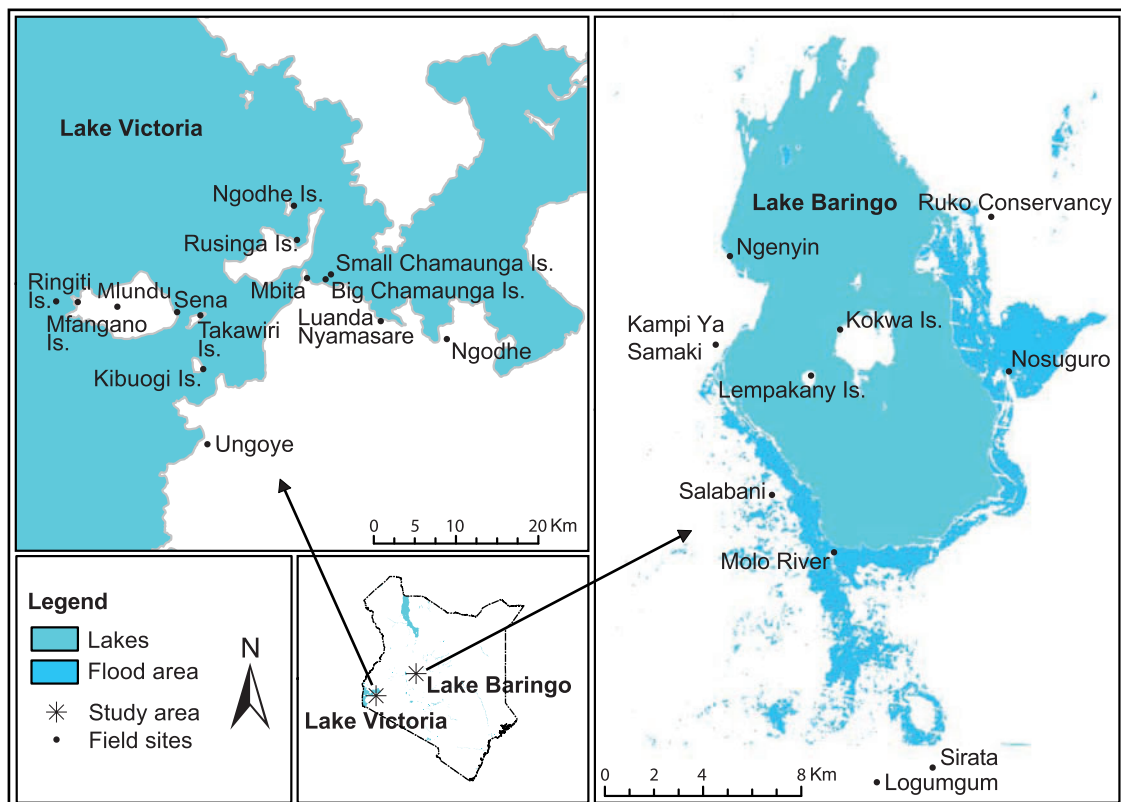 Lake Victoria
Ngodhe Is.
Rusinga Is.
Small Chamaunga Is.
Mbita
Big Chamaunga Is.
Ringiti
Is.
Mlundu
Sena
Mfangano
Is.
Takawiri
Is.
Luanda
Nyamasare
Ngodhe
Kibuogi Is.
Ungoye
0 5 10 20 Km
Lake Baringo
Ruko Conservancy
Ngenyin
Kampi Ya
Samaki
Kokwa Is.
Nosuguro
Lempakany Is.
Salabani
Molo River
Sirata
Logumgum
0 2 4 8 Km
Legend
Lakes
Flood area
Study area
Field sites
N
Lake Baringo
Lake Victoria